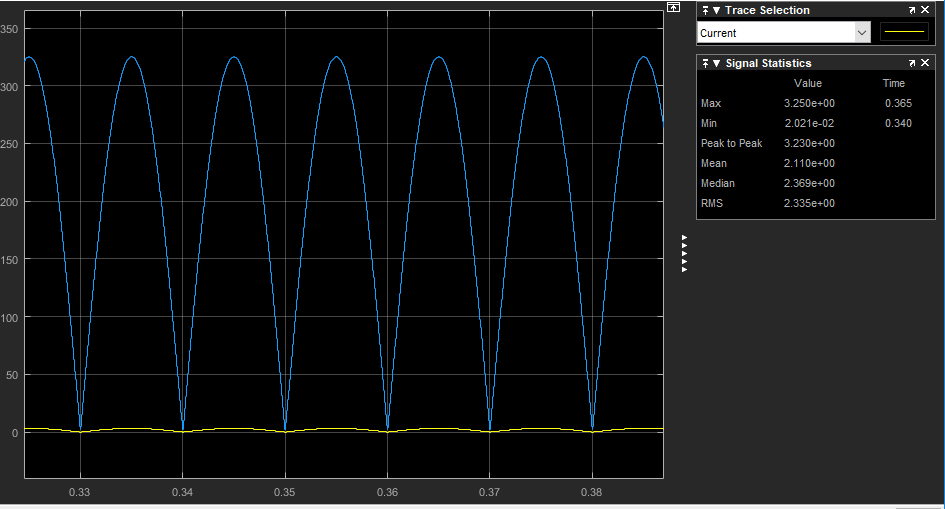 350
300
250
200
150
100
50
0
0.33 0.34 0.35 0.36 0.37 0.38
Trace Selection
Current
Signal Statistics
Value Time
Max 3.250e+00 0.365
Min 2.021e-02 0.340
Peak to Peak 3.230e+00
Mean 2.110e+00
Median 2.369e+00
RMS 2.335e+00